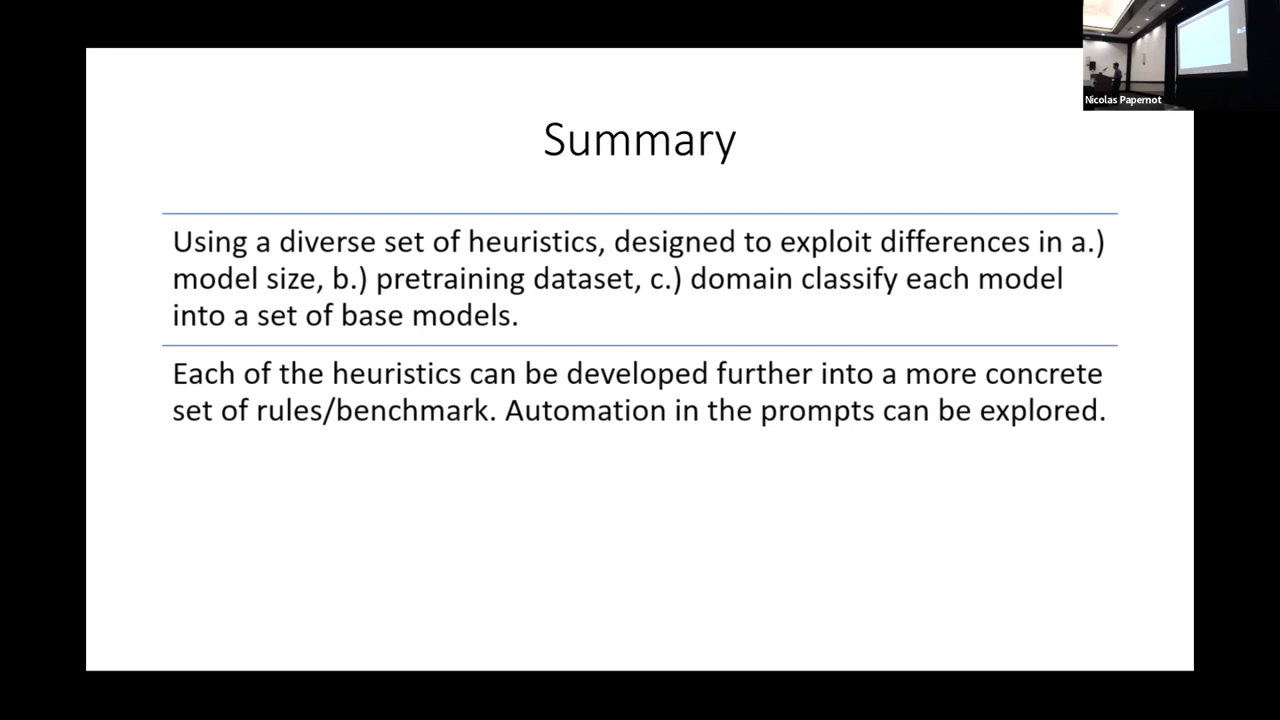 Nicolas Papernot
Summary
Using a diverse set of heuristics, designed to exploit differences in a.)
model size, b.) pretraining dataset, c.) domain classify each model
into a set of base models.
Each of the heuristics can be developed further into a more concrete
set of rules/benchmark. Automation in the prompts can be explored.